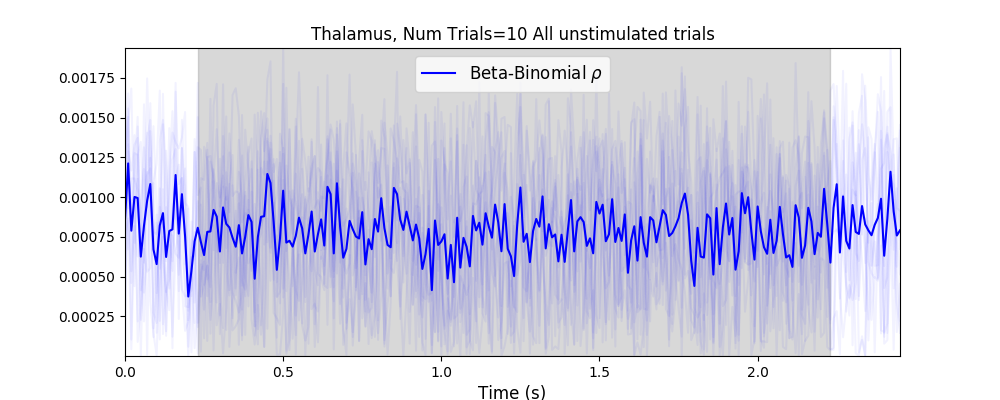 Thalamus, Num Trials=10 All unstimulated trials
Beta-Binomial ρ
0.00175
0.00150
0.00125
0.00100
0.00075
0.00050
0.00025
0.0 0.5 1.0 1.5 2.0
Time (s)